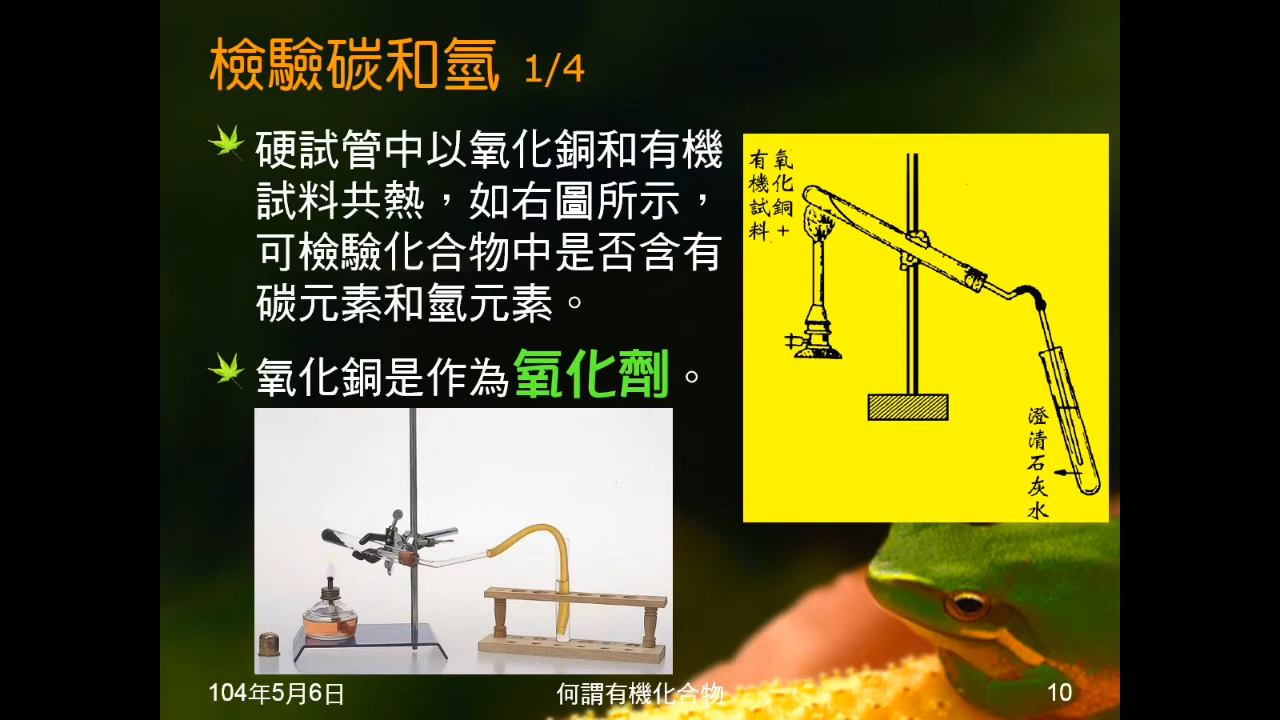 檢驗碳和氫 1/4
硬試管中以氧化銅和有機
試料共熱，如右圖所示，
可檢驗化合物中是否含有
碳元素和氫元素。
氧化銅是作為氧化劑。
氧化銅＋
有機試料
澄清石灰水
104年5月6日
何謂有機化合物
10